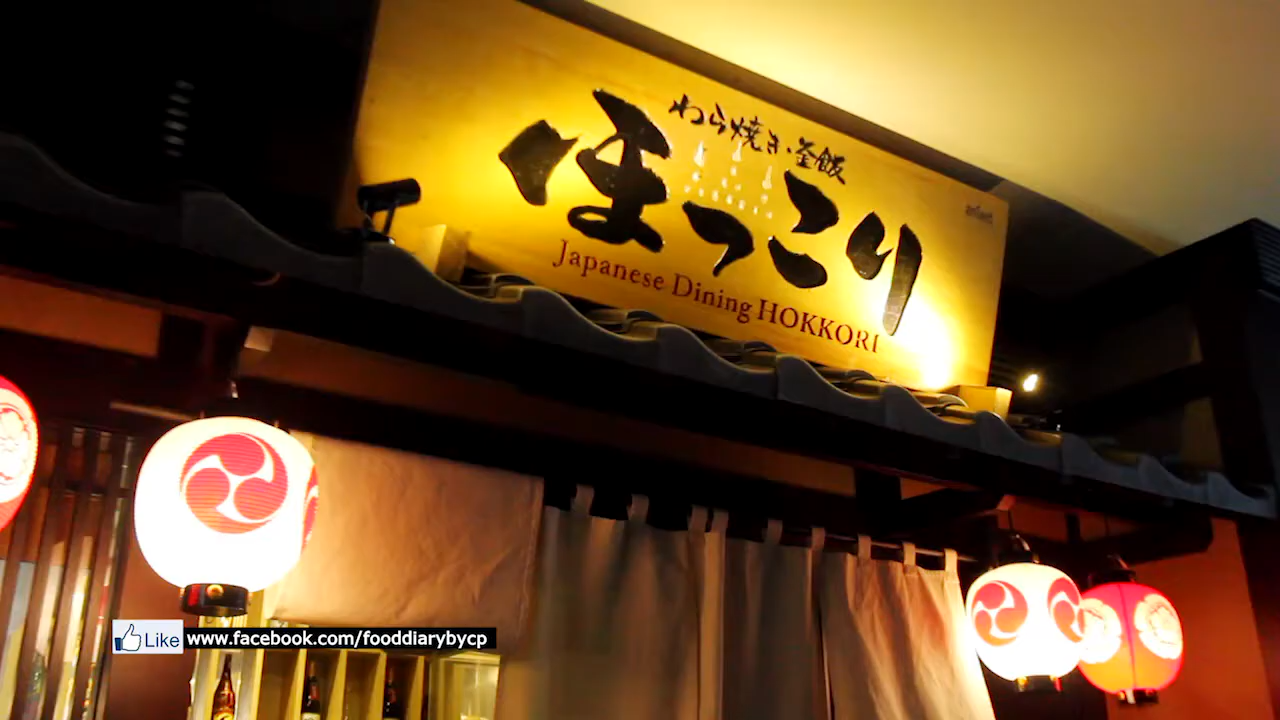 わら焼き・釜飯
ほっこり
Japanese Dining HOKKORI
Like www.facebook.com/fooddiarybycp